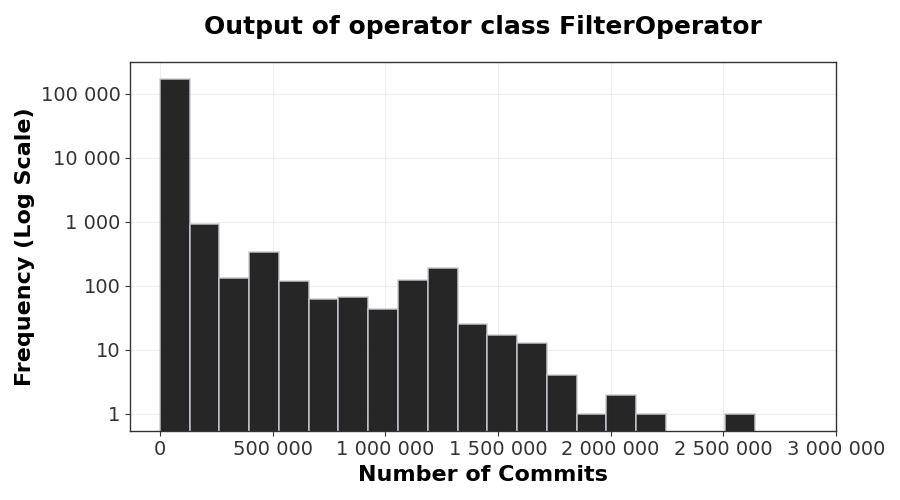 Output of operator class FilterOperator
Frequency (Log Scale)
100 000
10 000
1 000
100
10
1
0
500 000
1 000 000
1 500 000
2 000 000
2 500 000
3 000 000
Number of Commits